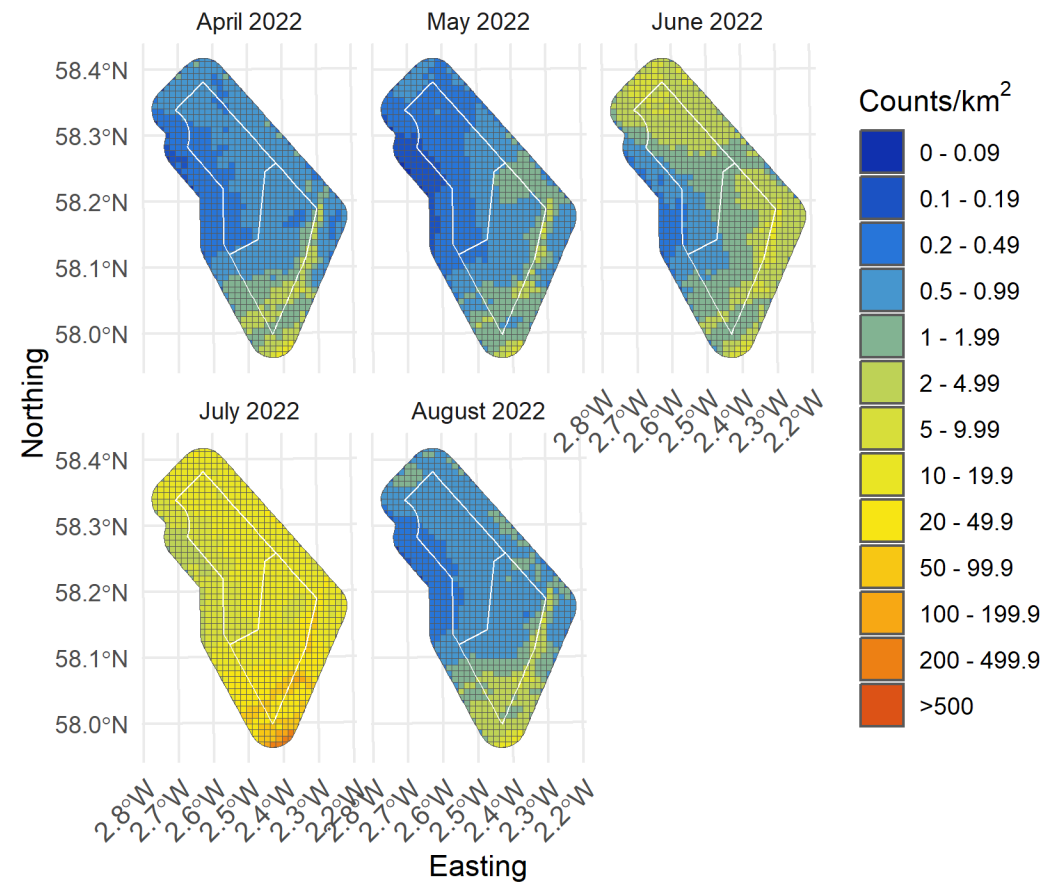 April 2022
May 2022
June 2022
58.4°N
58.3°N
58.2°N
58.1°N
58.0°N
2.8°W
2.7°W
2.6°W
2.5°W
2.4°W
2.3°W
2.2°W
July 2022
August 2022
58.4°N
58.3°N
58.2°N
58.1°N
58.0°N
2.8°W
2.7°W
2.6°W
2.5°W
2.4°W
2.3°W
2.2°W
2.8°W
2.7°W
2.6°W
2.5°W
2.4°W
2.3°W
2.2°W
Northing
Easting
Counts/km²
0 - 0.09
0.1 - 0.19
0.2 - 0.49
0.5 - 0.99
1 - 1.99
2 - 4.99
5 - 9.99
10 - 19.9
20 - 49.9
50 - 99.9
100 - 199.9
200 - 499.9
>500